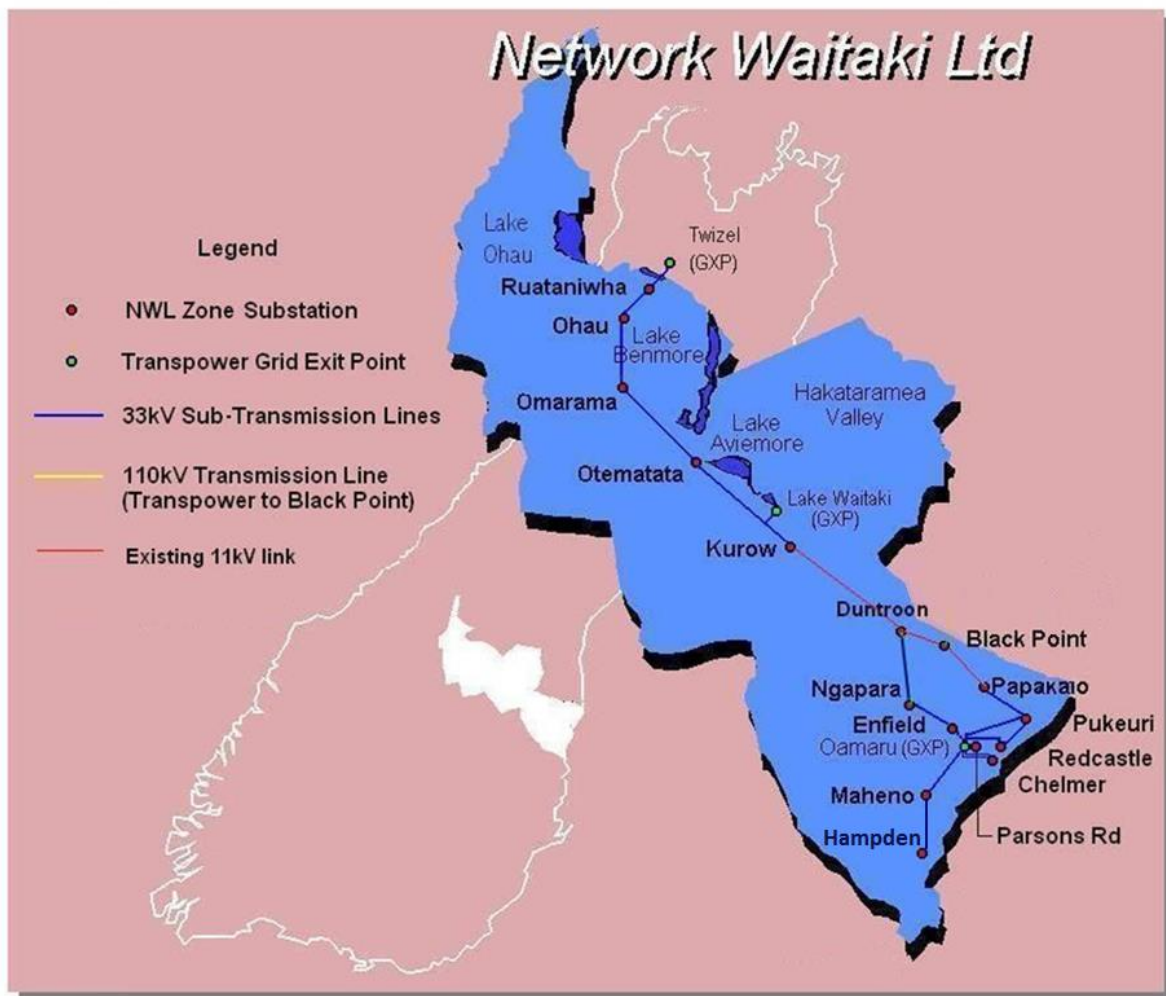 Network Waitaki Ltd
Lake
Ohau
Twizel
(GXP)
Legend
Ruataniwha
NWL Zone Substation
Ohau
Lake
Benmore
Transpower Grid Exit Point
Hakataramea
Valley
Omarama
33kV Sub-Transmission Lines
Lake
Aviemore
Otematata
110kV Transmission Line
(Transpower to Black Point)
Lake Waitaki
(GXP)
Kurow
Existing 11kV link
Duntroon
Black Point
Ngapara
Papakaio
Enfield
Pukeuri
Oamaru (GXP)
Redcastle
Chelmer
Maheno
Hampden
Parsons Rd